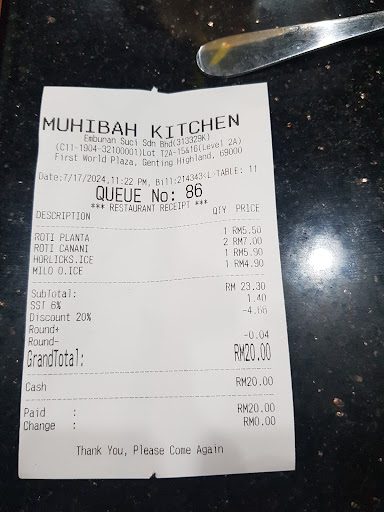 MUHIBAH KITCHEN
Embunan Suci Sdn Bhd(313329K)
(C11-1904-32100001)Lot T2A-15&16(Level 2A)
First World Plaza, Genting Highland, 69000
Date:7/17/2024,11:22 PM, Bill:214343:L-TABLE: 11
QUEUE No: 86
*** RESTAURANT RECEIPT ***
DESCRIPTION QTY PRICE
ROTI PLANTA 1 RM5.50
ROTI CANANI 2 RM7.00
HORLICKS.ICE 1 RM5.90
MILO O.ICE 1 RM4.90
SubTotal: RM 23.30
SST 6% 1.40
Discount 20% -4.66
Round+
Round- -0.04
GrandTotal: RM20.00
Cash RM20.00
Paid : RM20.00
Change : RM0.00
Thank You, Please Come Again